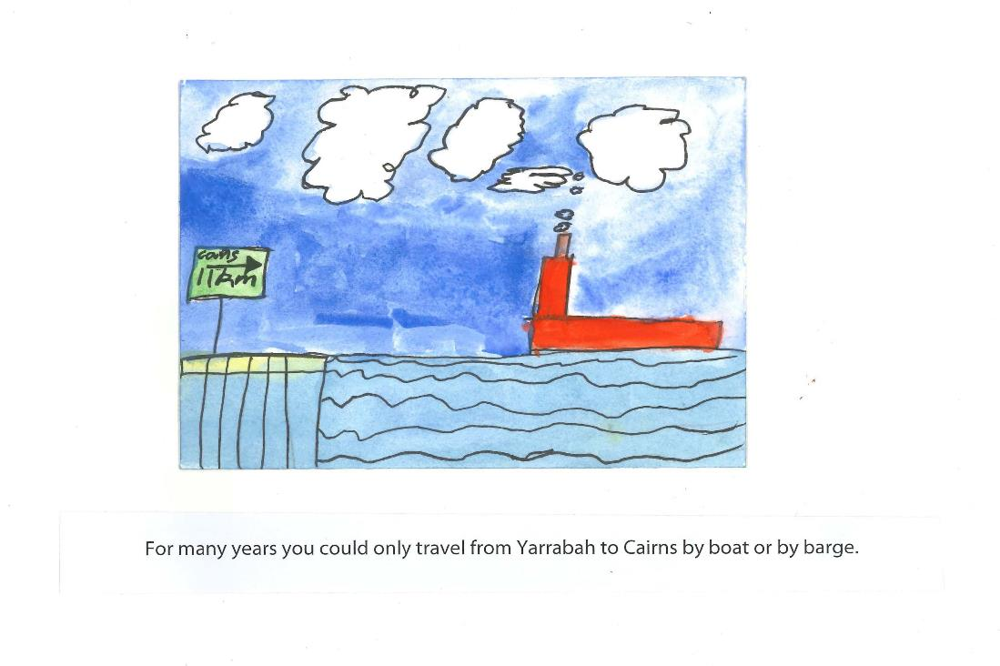 cairns
11km
For many years you could only travel from Yarrabah to Cairns by boat or by barge.